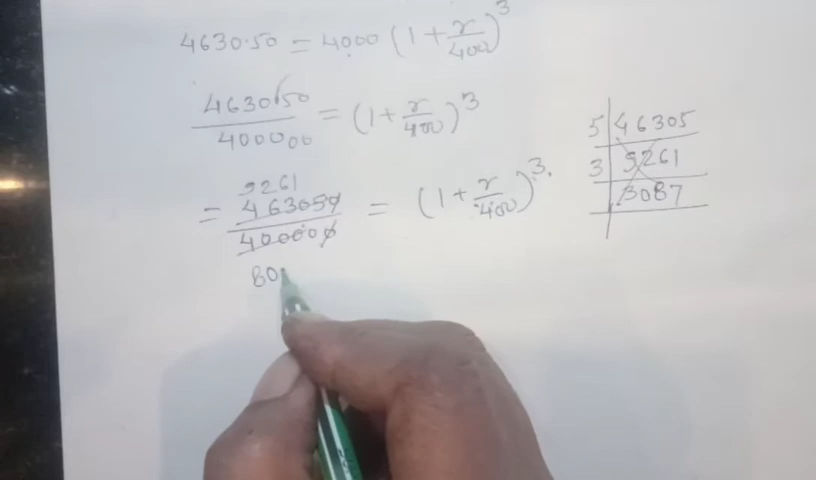 4630.50 = 4000 (1 + r/400)^3
463050/400000 = (1 + r/400)^3
9261
= 463050/400000 = (1 + r/400)^3.
80
5 | 46305
3 | 9261
3087